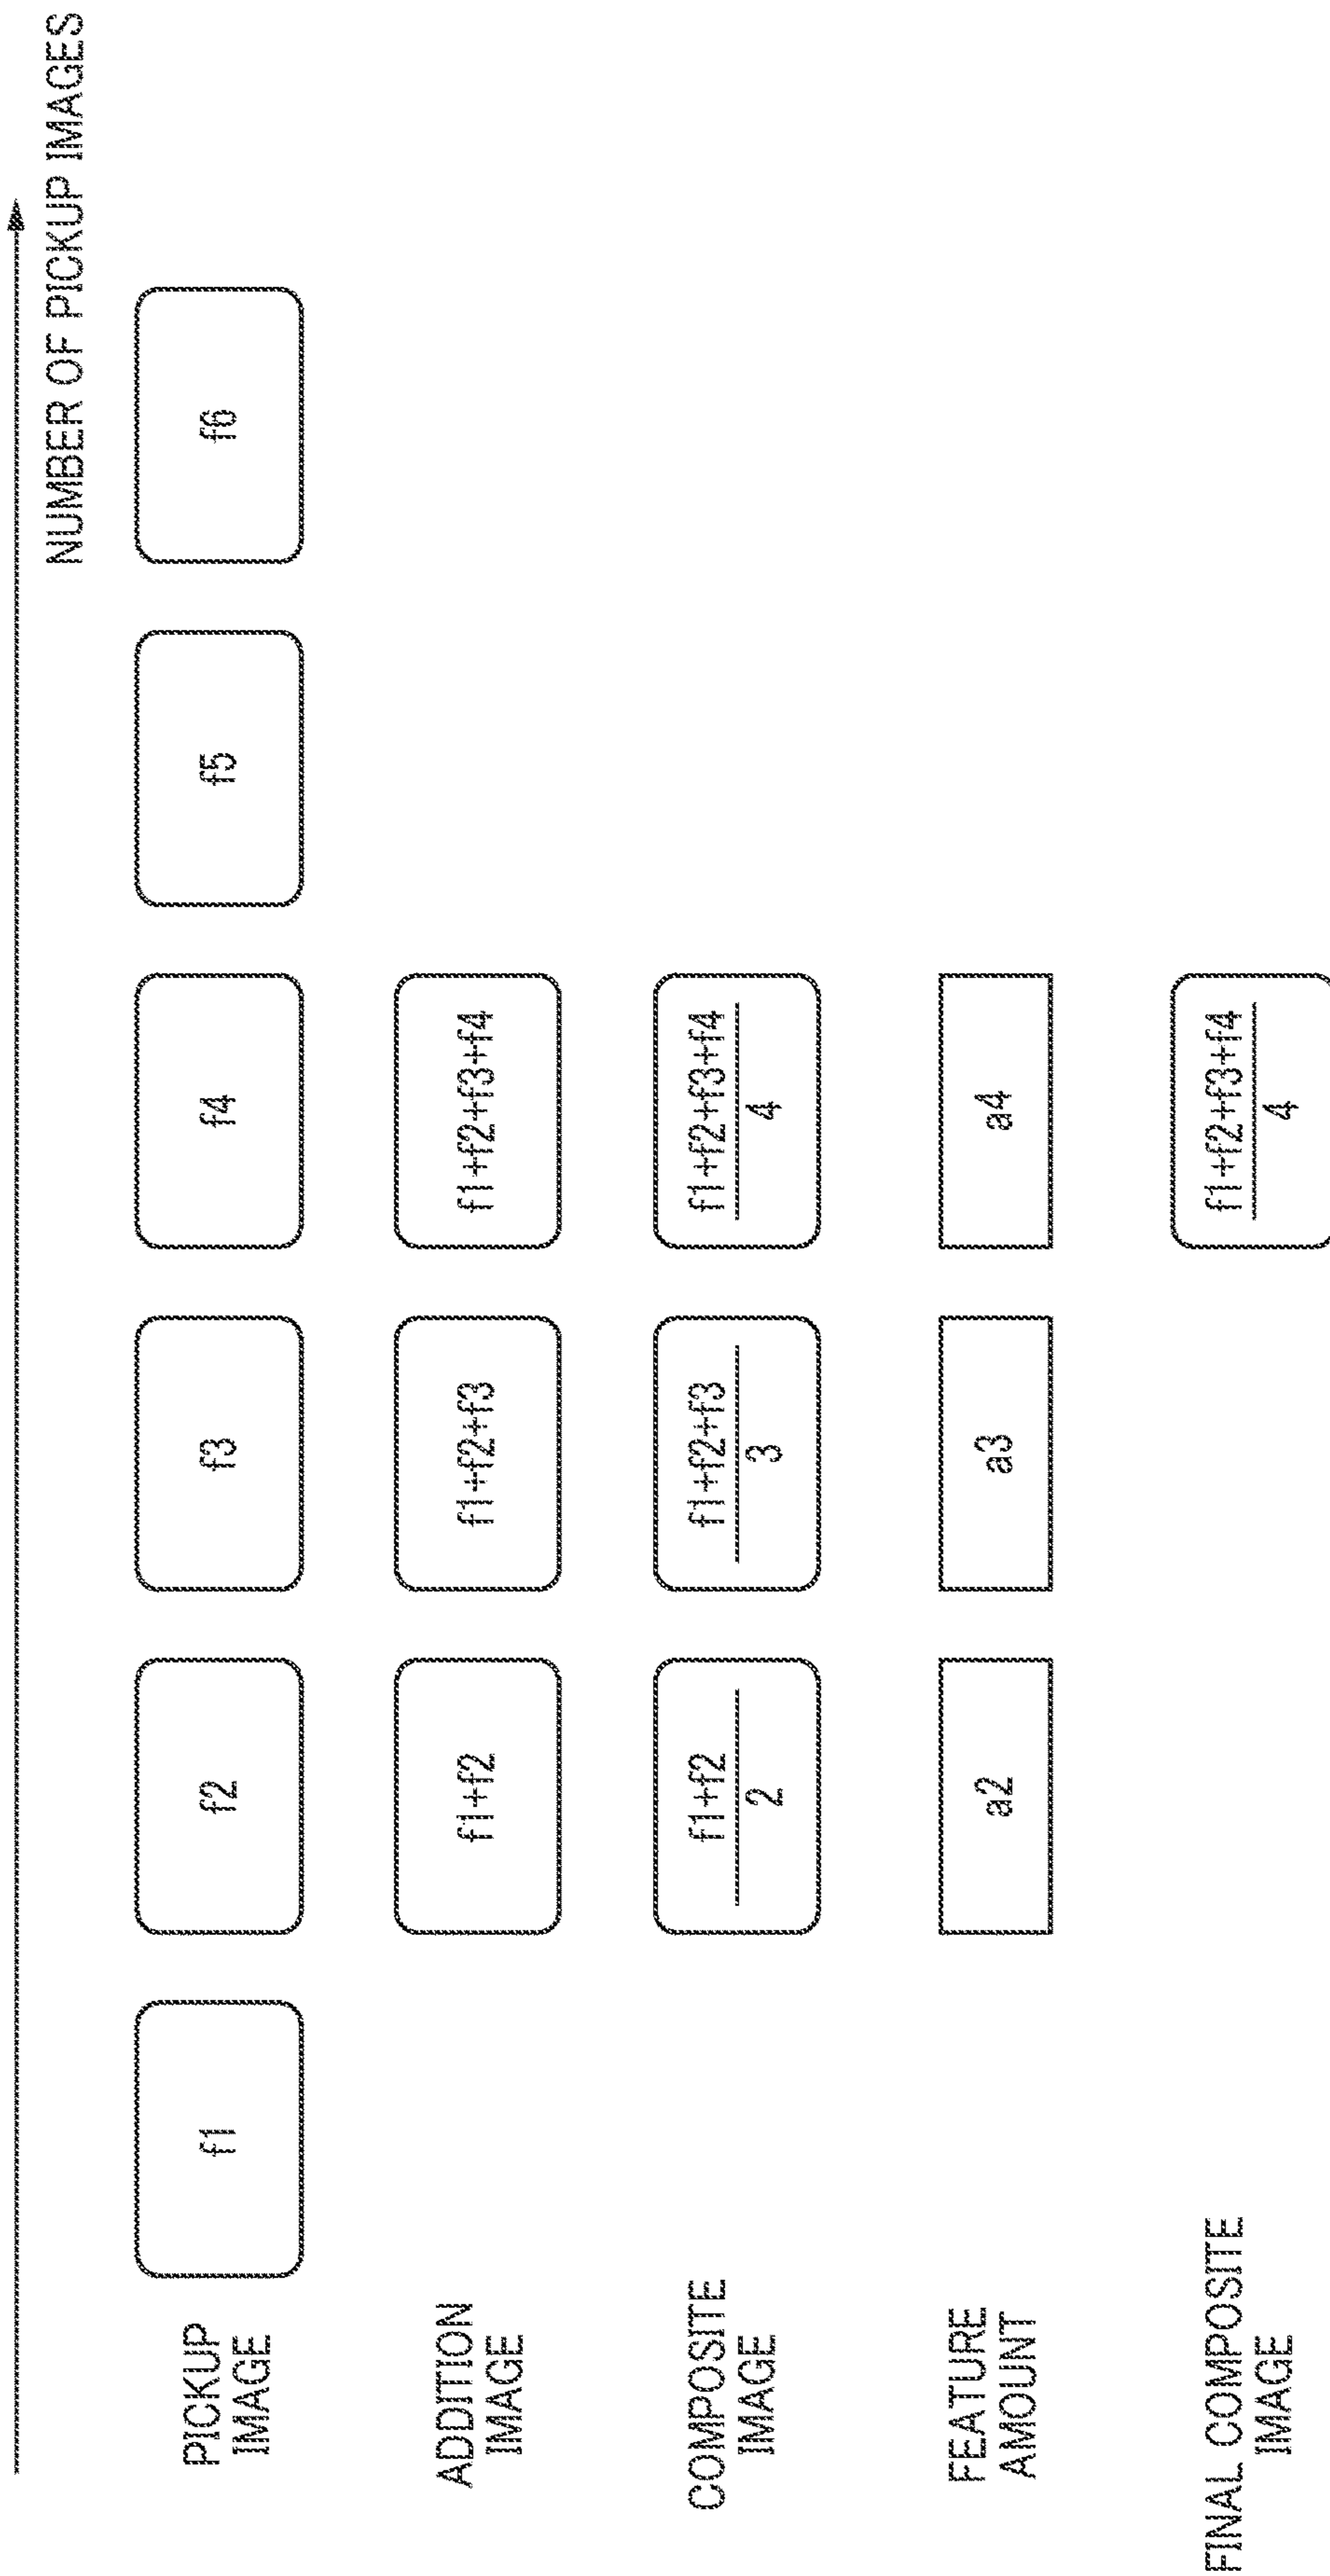 NUMBER OF PICKUP IMAGES
PICKUP
IMAGE
f1
f2
f3
f4
f5
f6
ADDITION
IMAGE
f1+f2
f1+f2+f3
f1+f2+f3+f4
COMPOSITE
IMAGE
f1+f2
2
f1+f2+f3
3
f1+f2+f3+f4
4
FEATURE
AMOUNT
a2
a3
a4
FINAL COMPOSITE
IMAGE
f1+f2+f3+f4
4